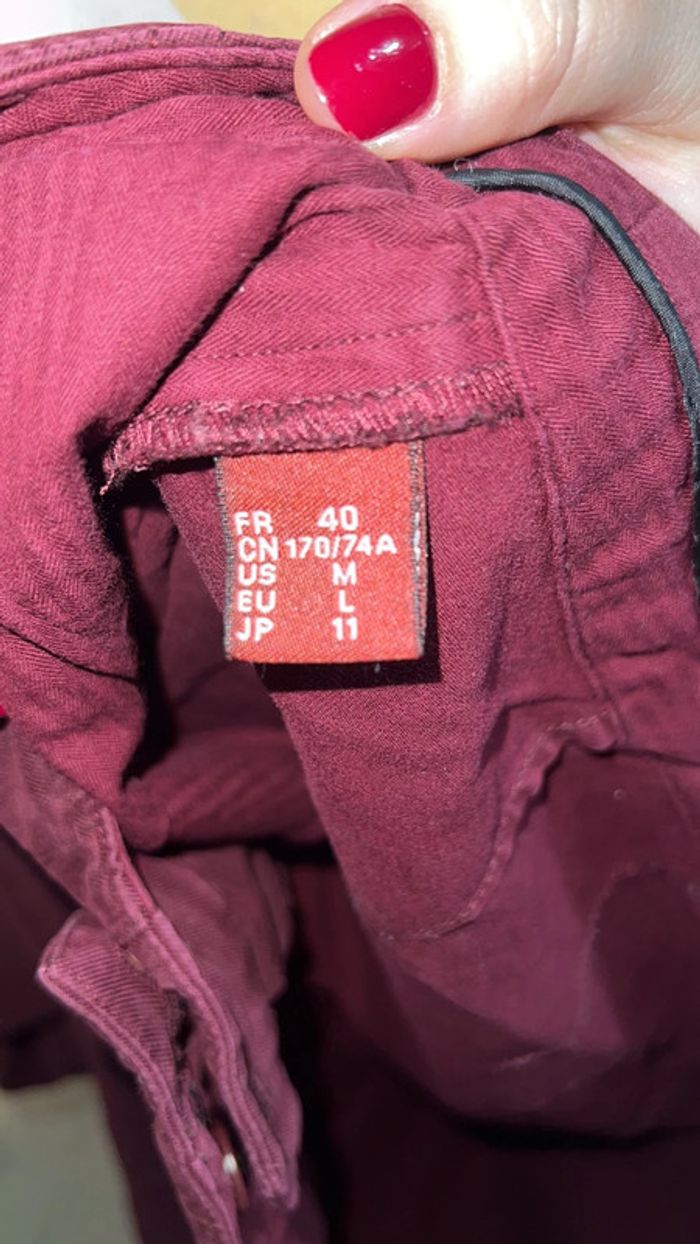 FR 40
CN 170/74A
US M
EU L
JP 11